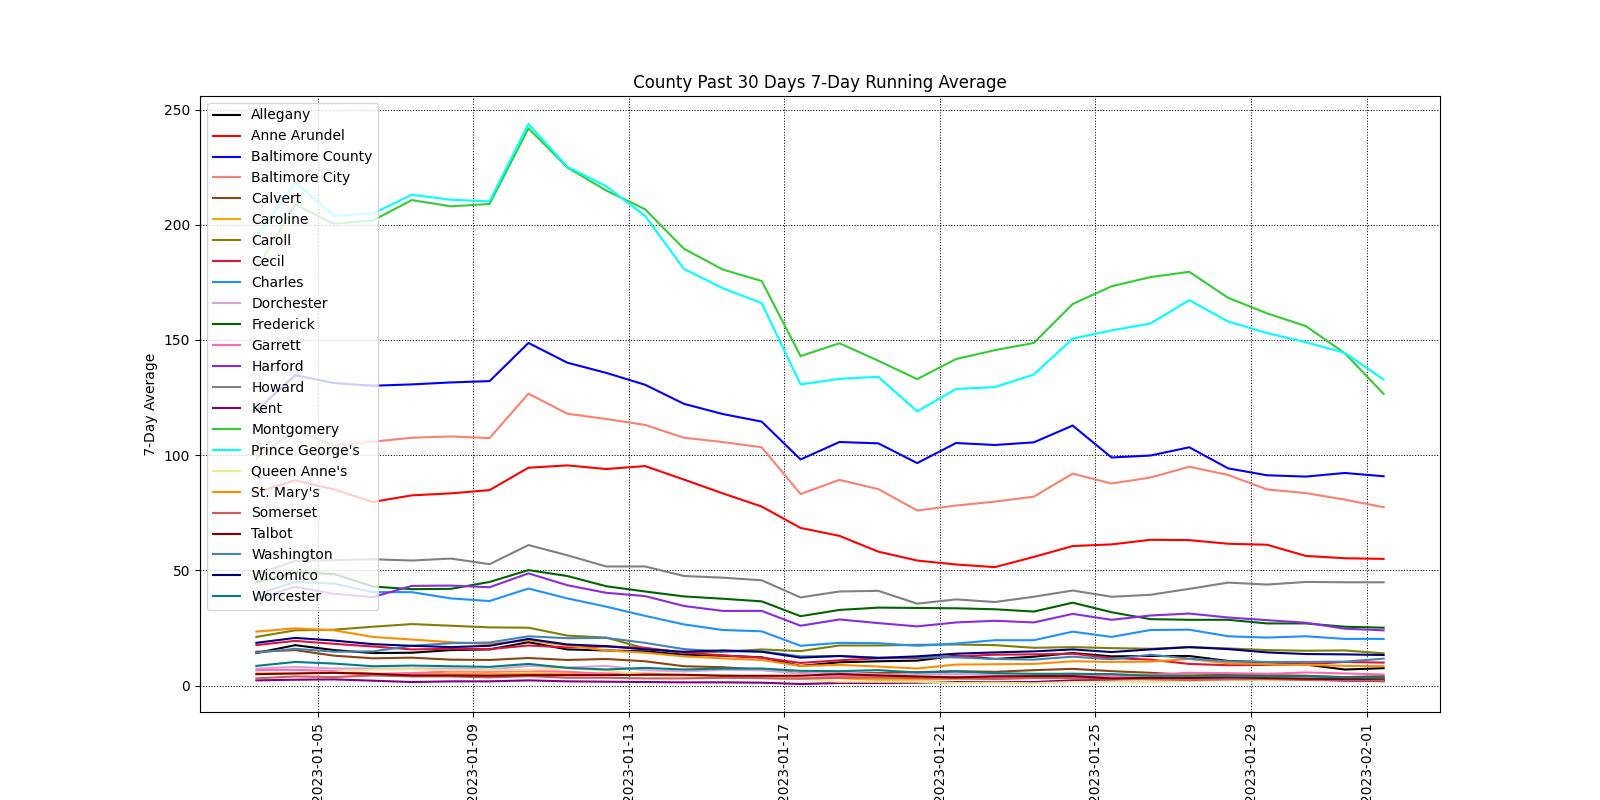 County Past 30 Days 7-Day Running Average
7-Day Average
250
200
150
100
50
0
Allegany
Anne Arundel
Baltimore County
Baltimore City
Calvert
Caroline
Caroll
Cecil
Charles
Dorchester
Frederick
Garrett
Harford
Howard
Kent
Montgomery
Prince George's
Queen Anne's
St. Mary's
Somerset
Talbot
Washington
Wicomico
Worcester
2023-01-05
2023-01-09
2023-01-13
2023-01-17
2023-01-21
2023-01-25
2023-01-29
2023-02-01